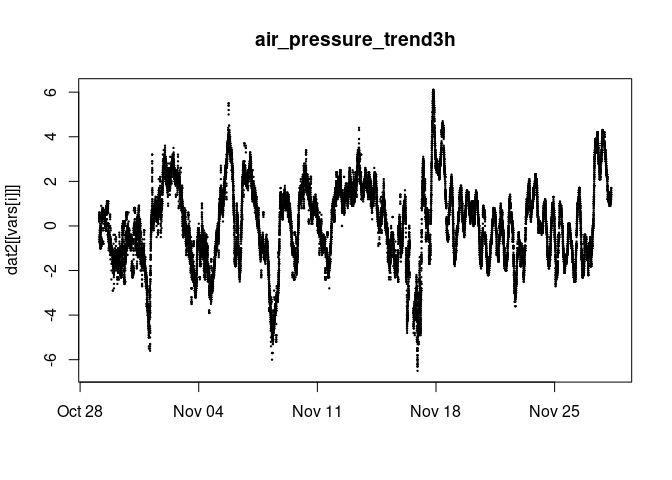 air_pressure_trend3h
dat2[[vars[i]]]
6
4
2
0
-2
-4
-6
Oct 28
Nov 04
Nov 11
Nov 18
Nov 25